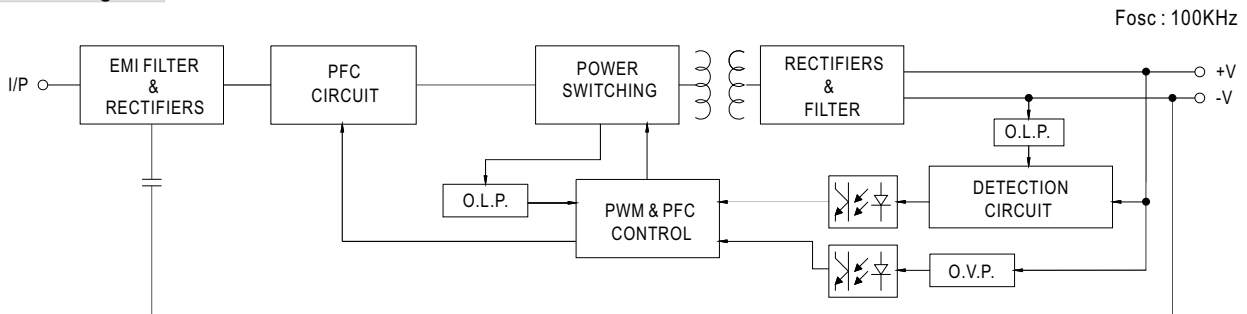 Fosc : 100KHz
I/P
EMI FILTER
&
RECTIFIERS
PFC
CIRCUIT
POWER
SWITCHING
RECTIFIERS
&
FILTER
+V
-V
O.L.P.
O.L.P.
PWM & PFC
CONTROL
DETECTION
CIRCUIT
O.V.P.